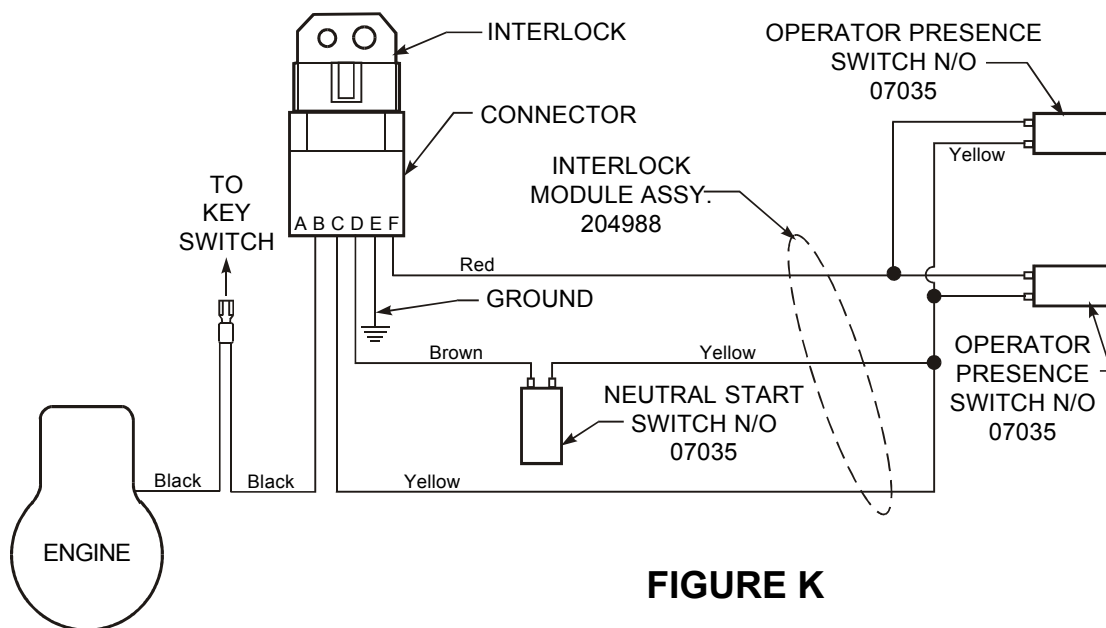 INTERLOCK
CONNECTOR
OPERATOR PRESENCE
SWITCH N/O
07035
Yellow
INTERLOCK
MODULE ASSY.
204988
TO
KEY
SWITCH
A B C D E F
Red
GROUND
Brown
Yellow
NEUTRAL START
SWITCH N/O
07035
OPERATOR
PRESENCE
SWITCH N/O
07035
Black
Black
Yellow
ENGINE
FIGURE K